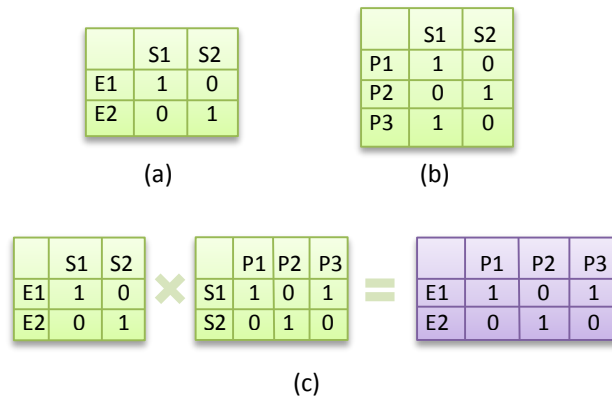 S1 S2
E1 1 0
E2 0 1
(a)
S1 S2
P1 1 0
P2 0 1
P3 1 0
(b)
S1 S2
E1 1 0
E2 0 1
×
P1 P2 P3
S1 1 0 1
S2 0 1 0
=
P1 P2 P3
E1 1 0 1
E2 0 1 0
(c)